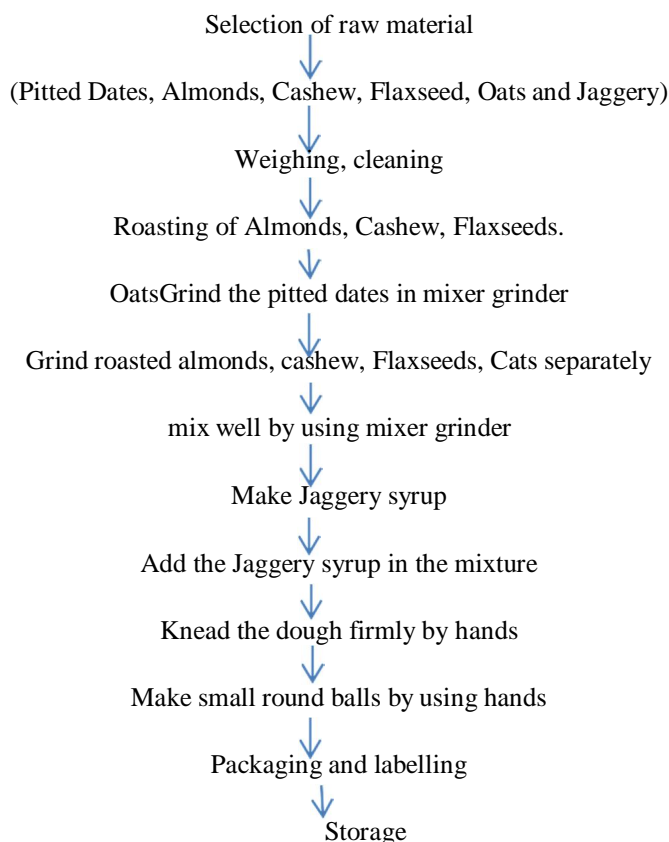 Selection of raw material
(Pitted Dates, Almonds, Cashew, Flaxseed, Oats and Jaggery)
Weighing, cleaning
Roasting of Almonds, Cashew, Flaxseeds.
OatsGrind the pitted dates in mixer grinder
Grind roasted almonds, cashew, Flaxseeds, Cats separately
mix well by using mixer grinder
Make Jaggery syrup
Add the Jaggery syrup in the mixture
Knead the dough firmly by hands
Make small round balls by using hands
Packaging and labelling
Storage